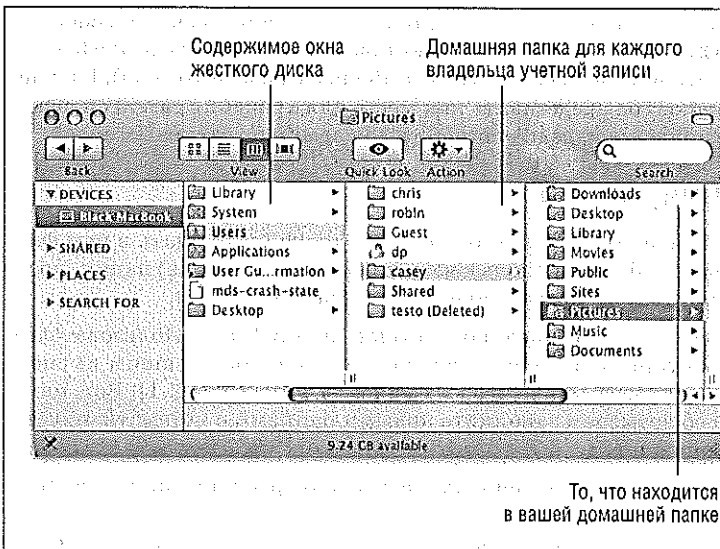 Содержимое окна
жесткого диска
Домашняя папка для каждого
владельца учетной записи
Pictures
Back
View
Quick Look
Action
Search
DEVICES
Black MacBook
SHARED
PLACES
SEARCH FOR
Library
System
Users
Applications
User Gu...rmation
mds-crash-state
Desktop
chris
robin
Guest
dp
casey
Shared
testo (Deleted)
Downloads
Desktop
Library
Movies
Public
Sites
Pictures
Music
Documents
9.24 GB available
То, что находится
в вашей домашней папке